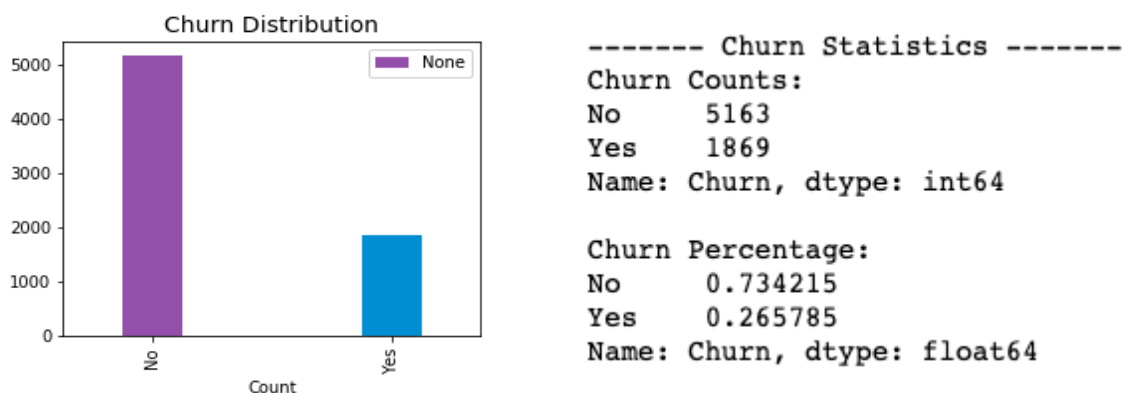 Churn Distribution
None
5000
4000
3000
2000
1000
0
No
Yes
Count
------- Churn Statistics -------
Churn Counts:
No 5163
Yes 1869
Name: Churn, dtype: int64
Churn Percentage:
No 0.734215
Yes 0.265785
Name: Churn, dtype: float64